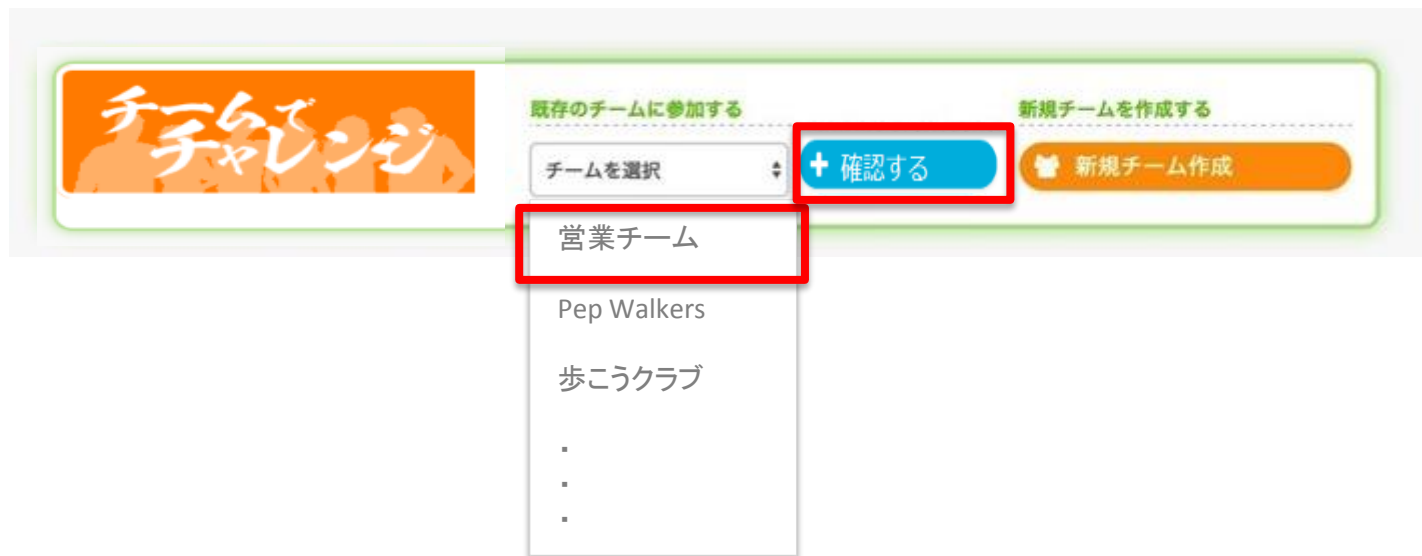 チームで
チャレンジ
既存のチームに参加する
チームを選択
+ 確認する
営業チーム
Pep Walkers
歩こうクラブ
・
・
・
新規チームを作成する
新規チーム作成